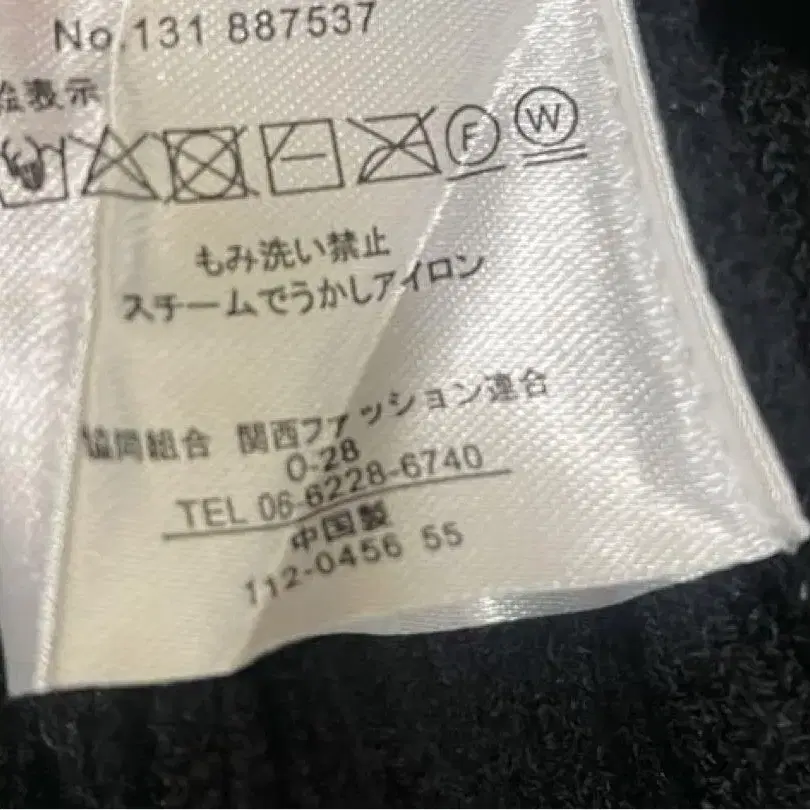 No.131 887537
絵表示
F W
もみ洗い禁止
スチームでうかしアイロン
協同組合 関西ファッション連合
O-28
TEL 06-6228-6740
中国製
112-0456 55